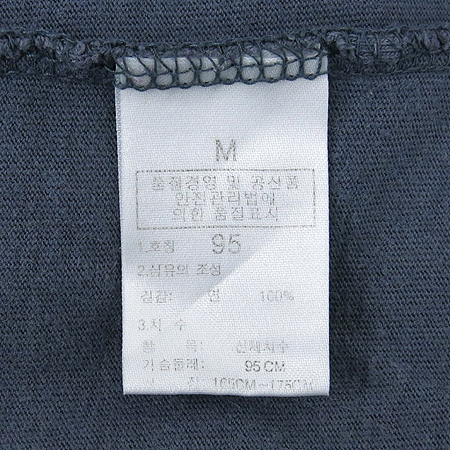 M
품질경영 및 공산품
안전관리법에
의한 품질표시
1.호칭 95
2.섬유의 조성
겉감: 면 100%
3.치 수
항 목: 신체치수
가슴둘레: 95CM
165CM~175CM